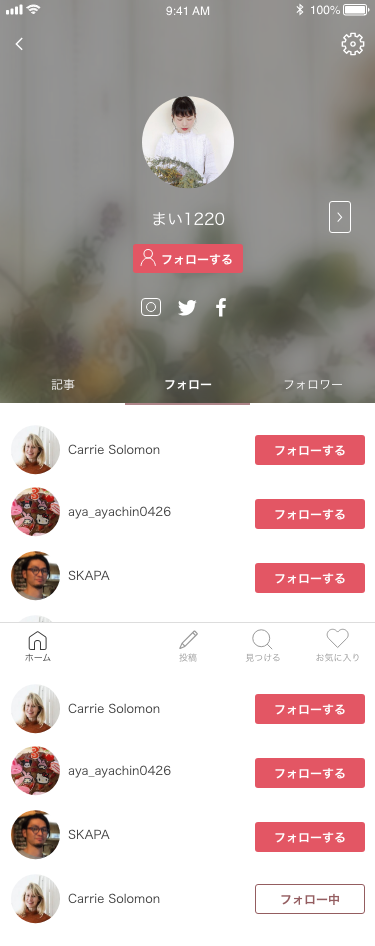 9:41 AM
100%
まい1220
フォローする
記事 フォロー フォロワー
Carrie Solomon フォローする
aya_ayachin0426 フォローする
SKAPA フォローする
ホーム 投稿 見つける お気に入り
Carrie Solomon フォローする
aya_ayachin0426 フォローする
SKAPA フォローする
Carrie Solomon フォロー中